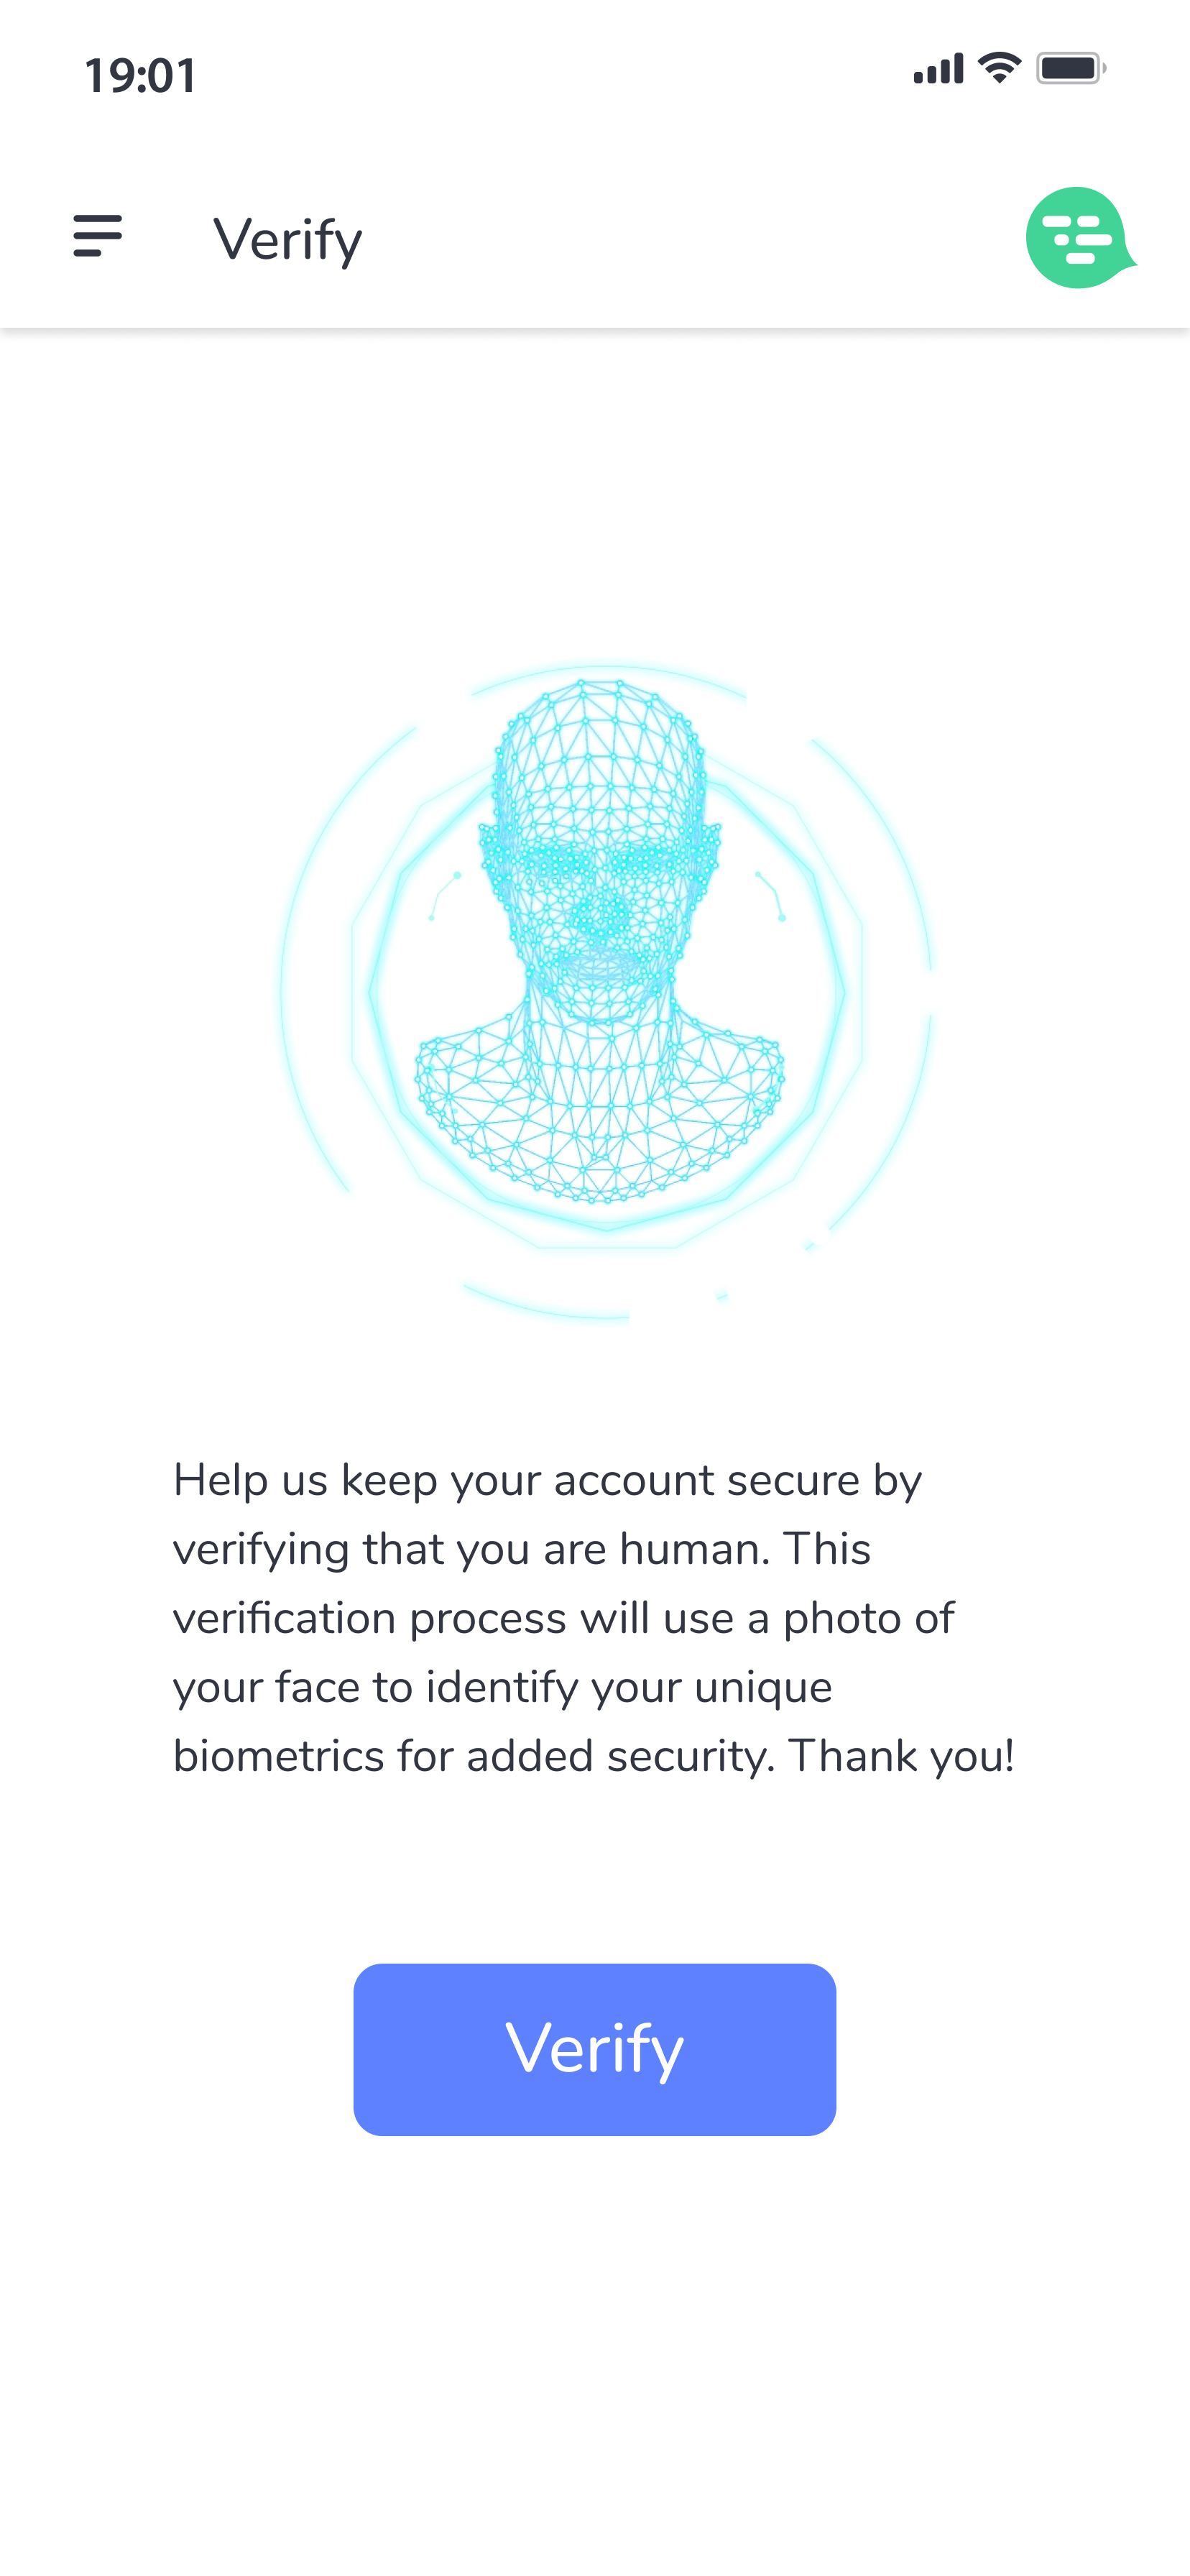 19:01
Verify
Help us keep your account secure by
verifying that you are human. This
verification process will use a photo of
your face to identify your unique
biometrics for added security. Thank you!
Verify